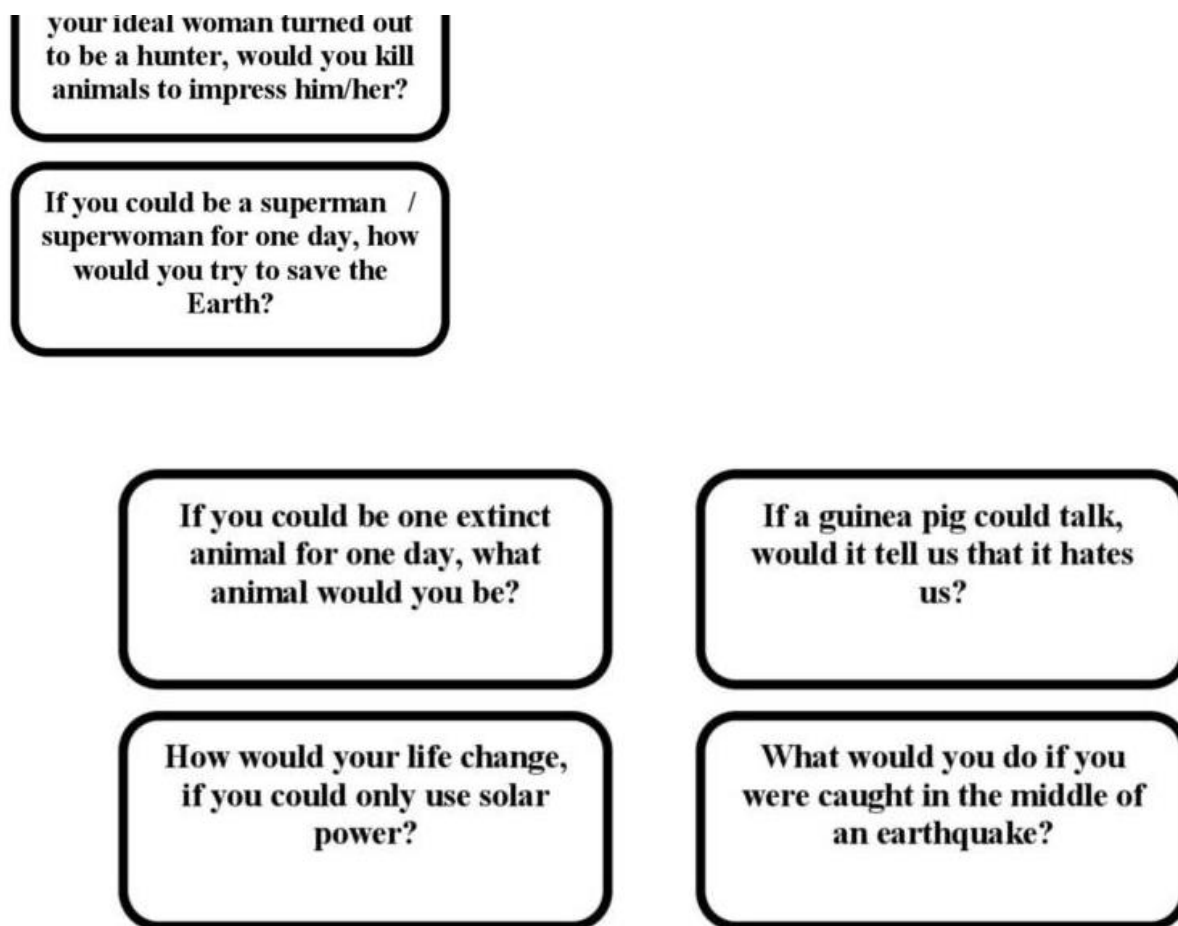 your ideal woman turned out
to be a hunter, would you kill
animals to impress him/her?
If you could be a superman /
superwoman for one day, how
would you try to save the
Earth?
If you could be one extinct
animal for one day, what
animal would you be?
If a guinea pig could talk,
would it tell us that it hates
us?
How would your life change,
if you could only use solar
power?
What would you do if you
were caught in the middle of
an earthquake?